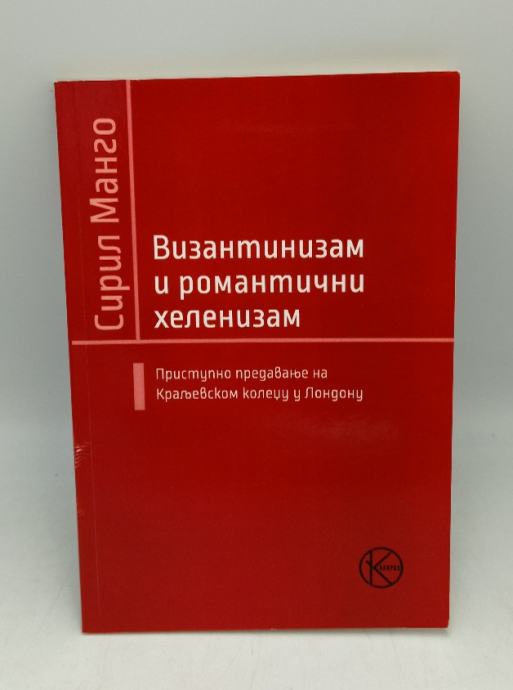 Сирил Манго
Византинизам
и романтични
хеленизам
Приступно предавање на
Краљевском колеџу у Лондону